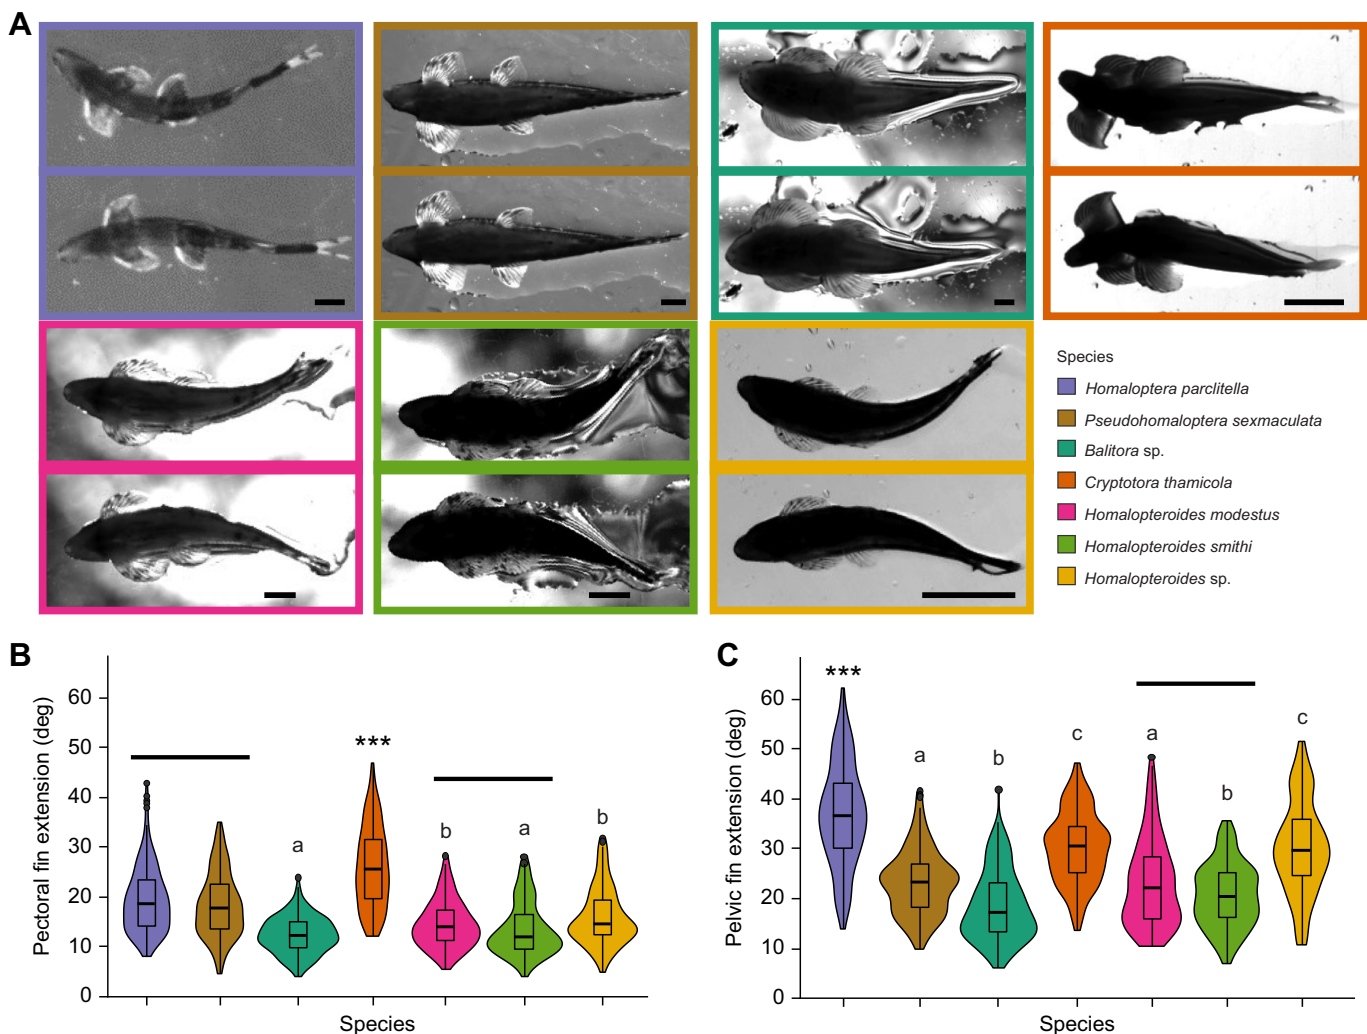 A
Species
Homaloptera parclitella
Pseudohomaloptera sexmaculata
Balitora sp.
Cryptotora thamicola
Homalopteroides modestus
Homalopteroides smithi
Homalopteroides sp.
B
Pectoral fin extension (deg)
60
50
40
30
20
10
0
***
a
b
a
b
Species
C
Pelvic fin extension (deg)
60
50
40
30
20
10
0
***
a
b
c
a
b
c
Species